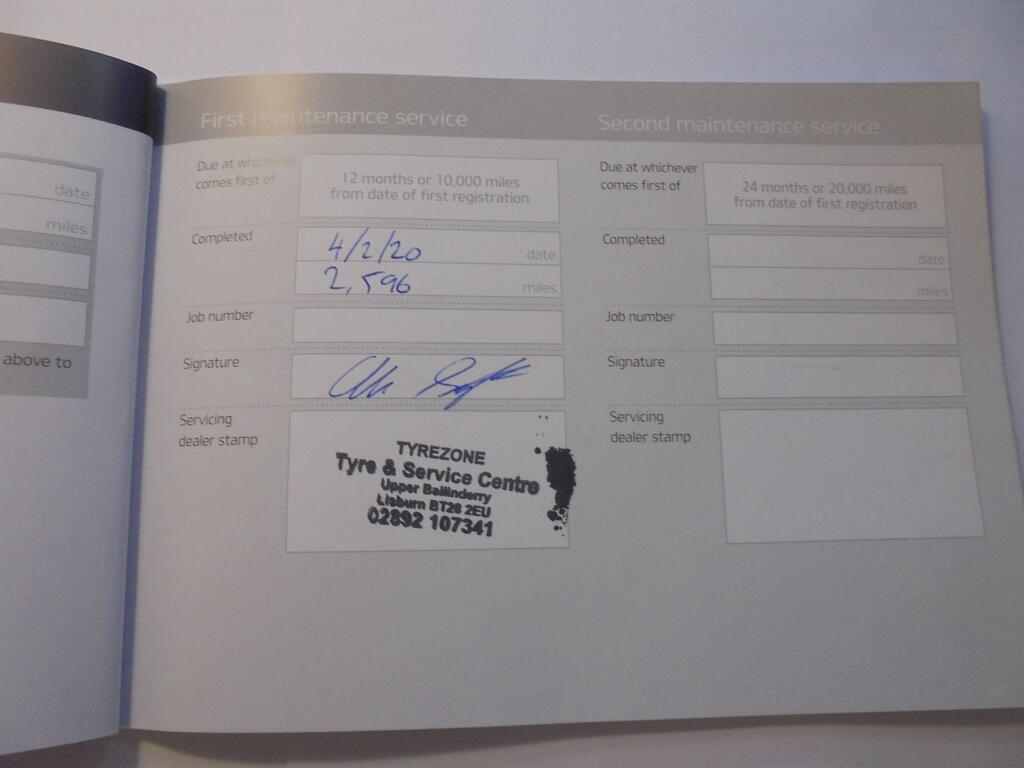 date
miles
above to
First maintenance service
Due at whichever
comes first of
12 months or 10,000 miles
from date of first registration
Completed
4/2/20
date
2,596
miles
Job number
Signature
Servicing
dealer stamp
TYREZONE
Tyre & Service Centre
Upper Ballinderry
Lisburn BT28 2EU
02892 107341
Second maintenance service
Due at whichever
comes first of
24 months or 20,000 miles
from date of first registration
Completed
date
miles
Job number
Signature
Servicing
dealer stamp